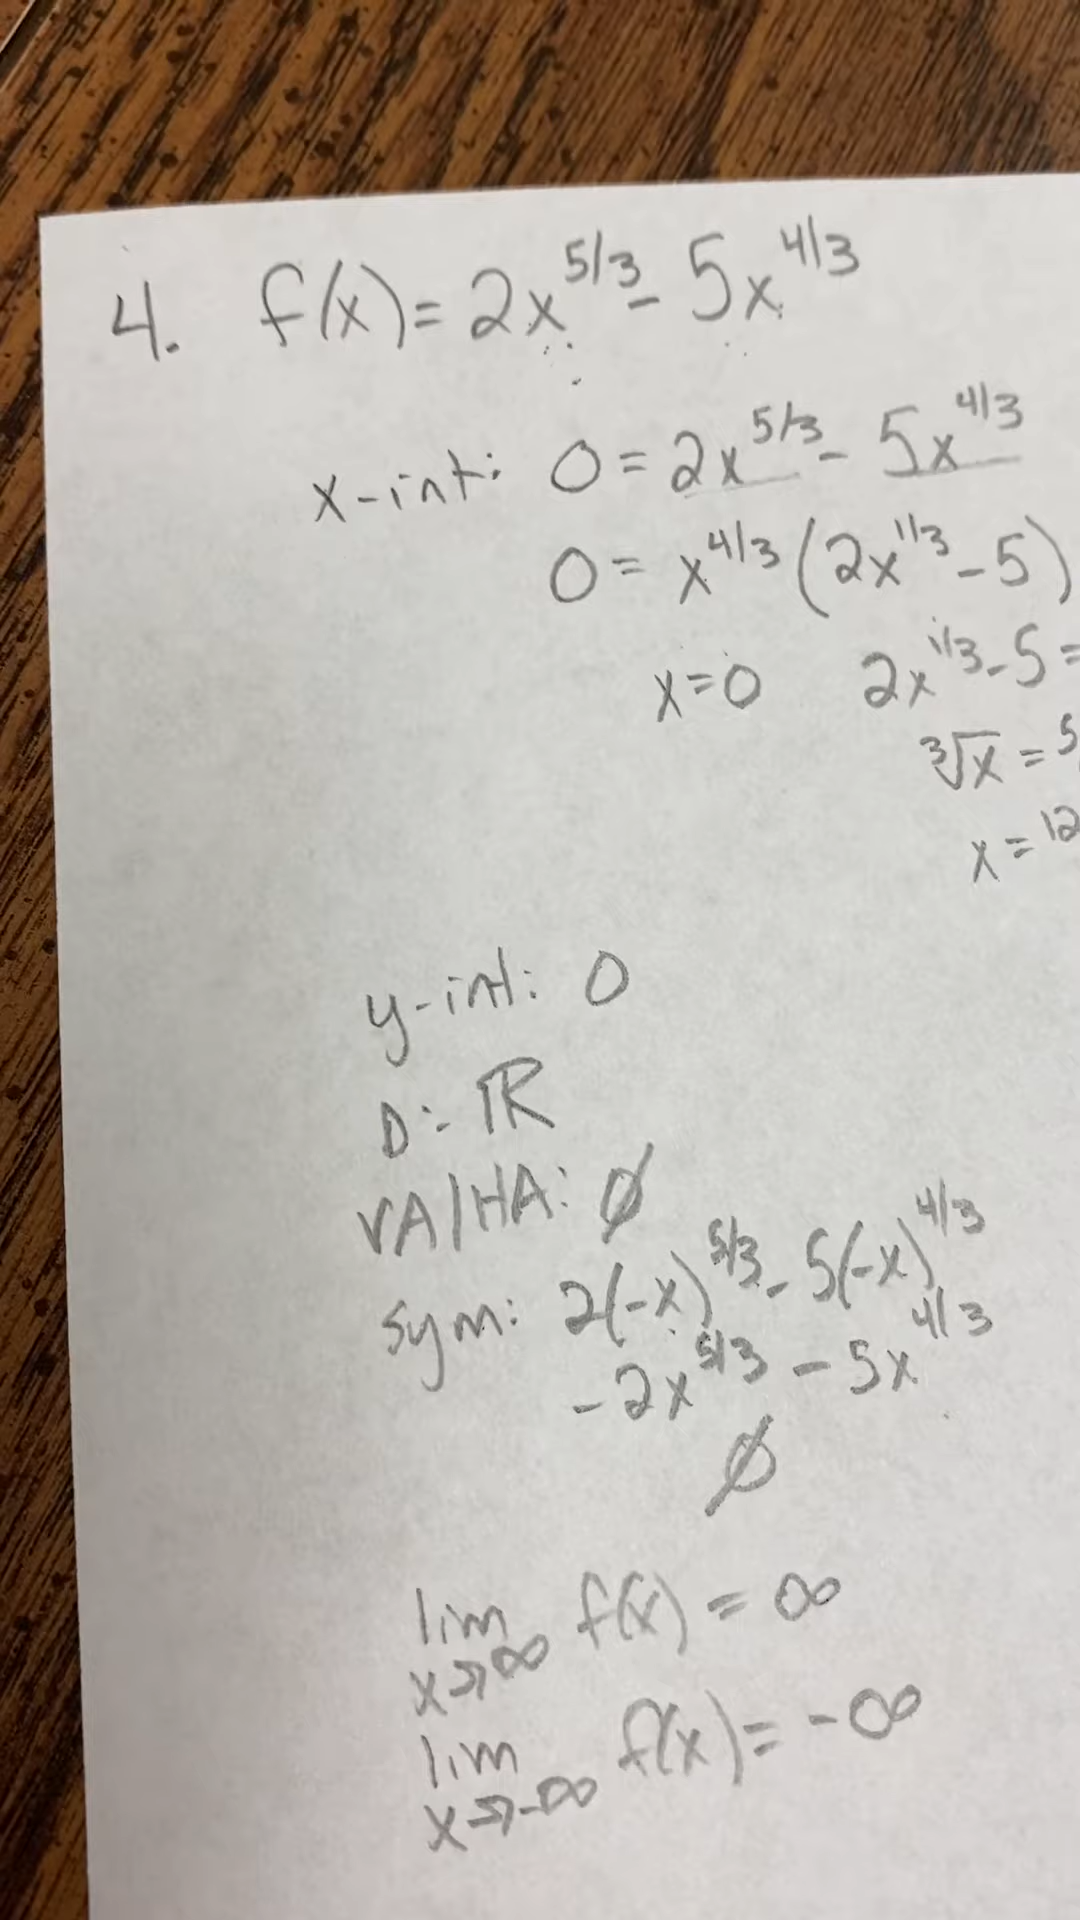 4. f(x) = 2x^5/3 - 5x^4/3
x-int: 0 = 2x^5/3 - 5x^4/3
0 = x^4/3 (2x^1/3 - 5)
x=0 2x^1/3 - 5 =
∛x = 5
x = 12
y-int: 0
D: ℝ
VA/HA: ∅
sym: 2(-x)^5/3 - 5(-x)^4/3
-2x^5/3 - 5x^4/3
∅
lim f(x) = ∞
x→∞
lim f(x) = -∞
x→-∞